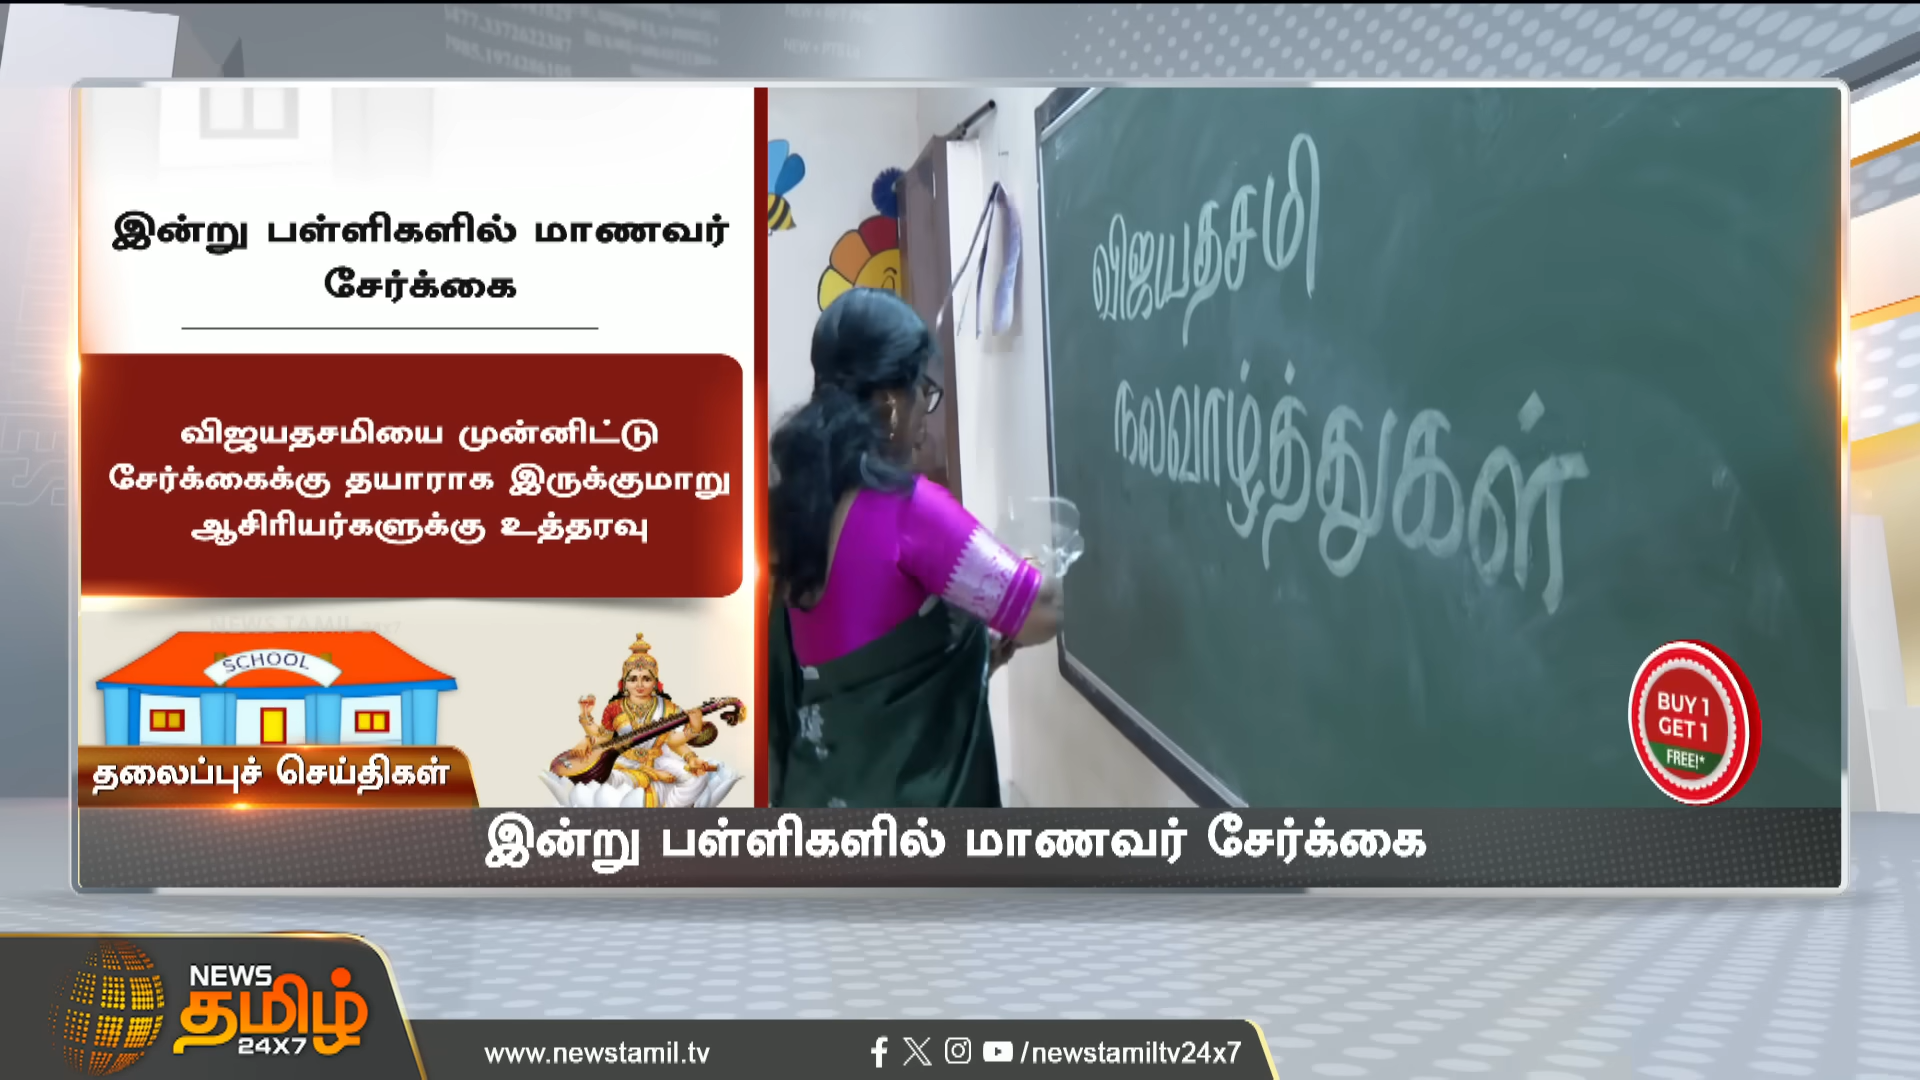 இன்று பள்ளிகளில் மாணவர்
சேர்க்கை
விஜயதசமியை முன்னிட்டு
சேர்க்கைக்கு தயாராக இருக்குமாறு
ஆசிரியர்களுக்கு உத்தரவு
SCHOOL
தலைப்புச் செய்திகள்
விஜயதசமி
நலவாழ்த்துகள்
BUY 1
GET 1
FREE!*
இன்று பள்ளிகளில் மாணவர் சேர்க்கை
NEWS
தமிழ்
24X7
www.newstamil.tv
/newstamiltv24x7